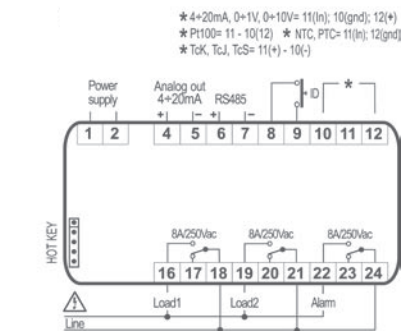 * 4÷20mA, 0÷1V, 0÷10V= 11(In); 10(gnd); 12(+)
* Pt100= 11 - 10(12) * NTC, PTC= 11(In); 12(gnd)
* TcK, TcJ, TcS= 11(+) - 10(-)
Power supply
Analog out 4÷20mA
RS485
ID
*
+ - + -
1 2 4 5 6 7 8 9 10 11 12
HOT KEY
8A/250Vac 8A/250Vac 8A/250Vac
16 17 18 19 20 21 22 23 24
Load1 Load2 Alarm
Line